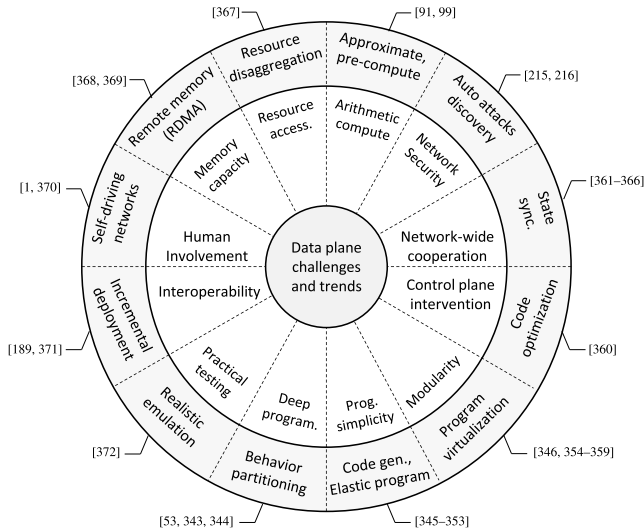 [367]
[91, 99]
Resource
disaggregation
Approximate,
pre-compute
[368, 369]
Remote memory
(RDMA)
Auto attacks
discovery
[215, 216]
Resource
access.
Arithmetic
compute
Memory
capacity
Network
Security
[1, 370]
Self-driving
networks
State
sync.
[361–366]
Human
Involvement
Data plane
challenges
and trends
Network-wide
cooperation
Interoperability
Control plane
intervention
Incremental
deployment
[189, 371]
Code
optimization
[360]
Practical
testing
Deep
program.
Prog.
simplicity
Modularity
Realistic
emulation
[372]
Program
virtualization
[346, 354–359]
Behavior
partitioning
Code gen.,
Elastic program
[53, 343, 344]
[345–353]